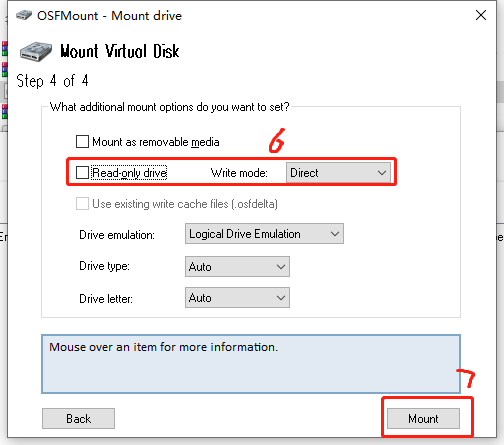 OSFMount - Mount drive
Mount Virtual Disk
Step 4 of 4
What additional mount options do you want to set?
Mount as removable media
6
Read-only drive Write mode: Direct
Use existing write cache files (.osfdelta)
Drive emulation: Logical Drive Emulation
Drive type: Auto
Drive letter: Auto
Mouse over an item for more information.
7
Back Mount